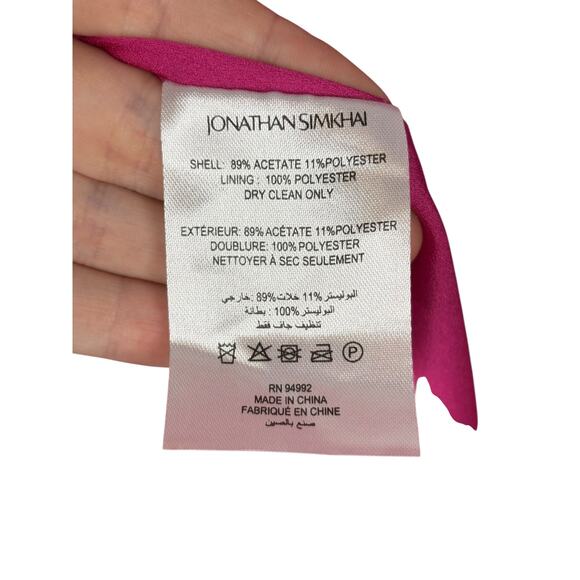 JONATHAN SIMKHAI
SHELL: 89% ACETATE 11%POLYESTER
LINING : 100% POLYESTER
DRY CLEAN ONLY
EXTÉRIEUR: 89% ACÉTATE 11%POLYESTER
DOUBLURE: 100% POLYESTER
NETTOYER À SEC SEULEMENT
البوليستر %11 خلات %89 : خارجي
البوليستر %100 : بطانة
تنظيف جاف فقط
P
RN 94992
MADE IN CHINA
FABRIQUÉ EN CHINE
صنع بالصين